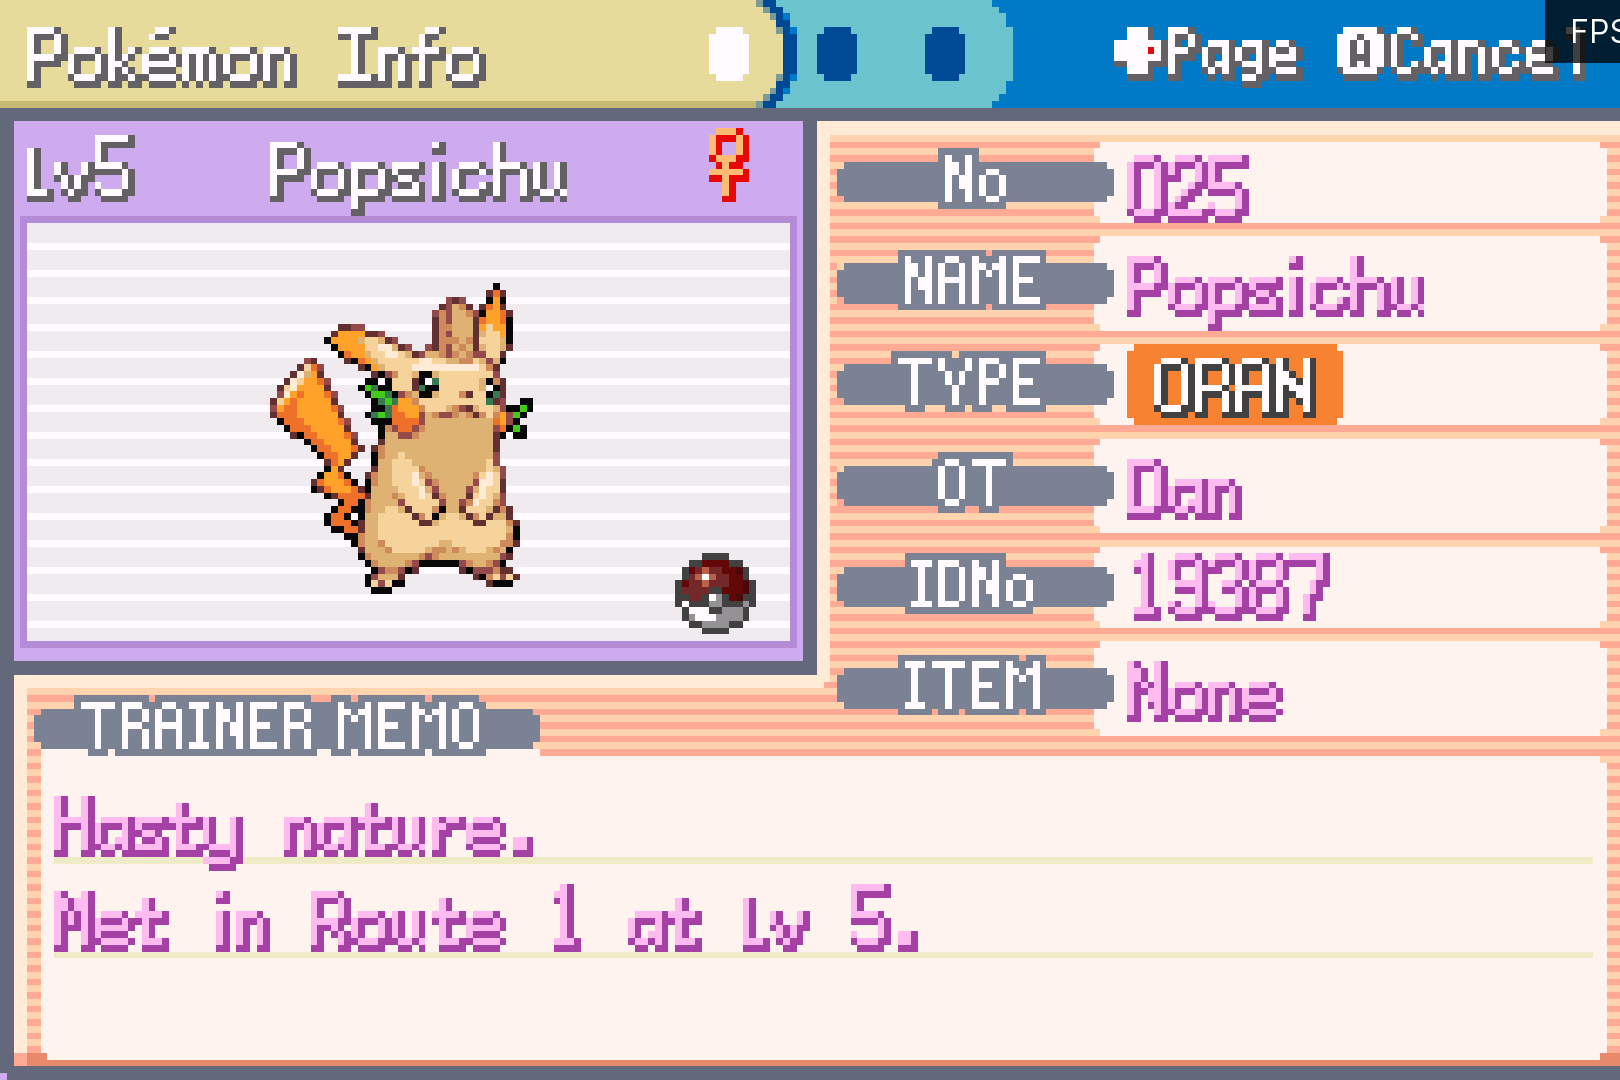 Pokémon Info
Page
A Cancel
FPS
Lv5 Popsichu ♀
No 025
NAME Popsichu
TYPE ORAN
OT Dan
IDNo 19387
ITEM None
TRAINER MEMO
Hasty nature.
Met in Route 1 at Lv 5.